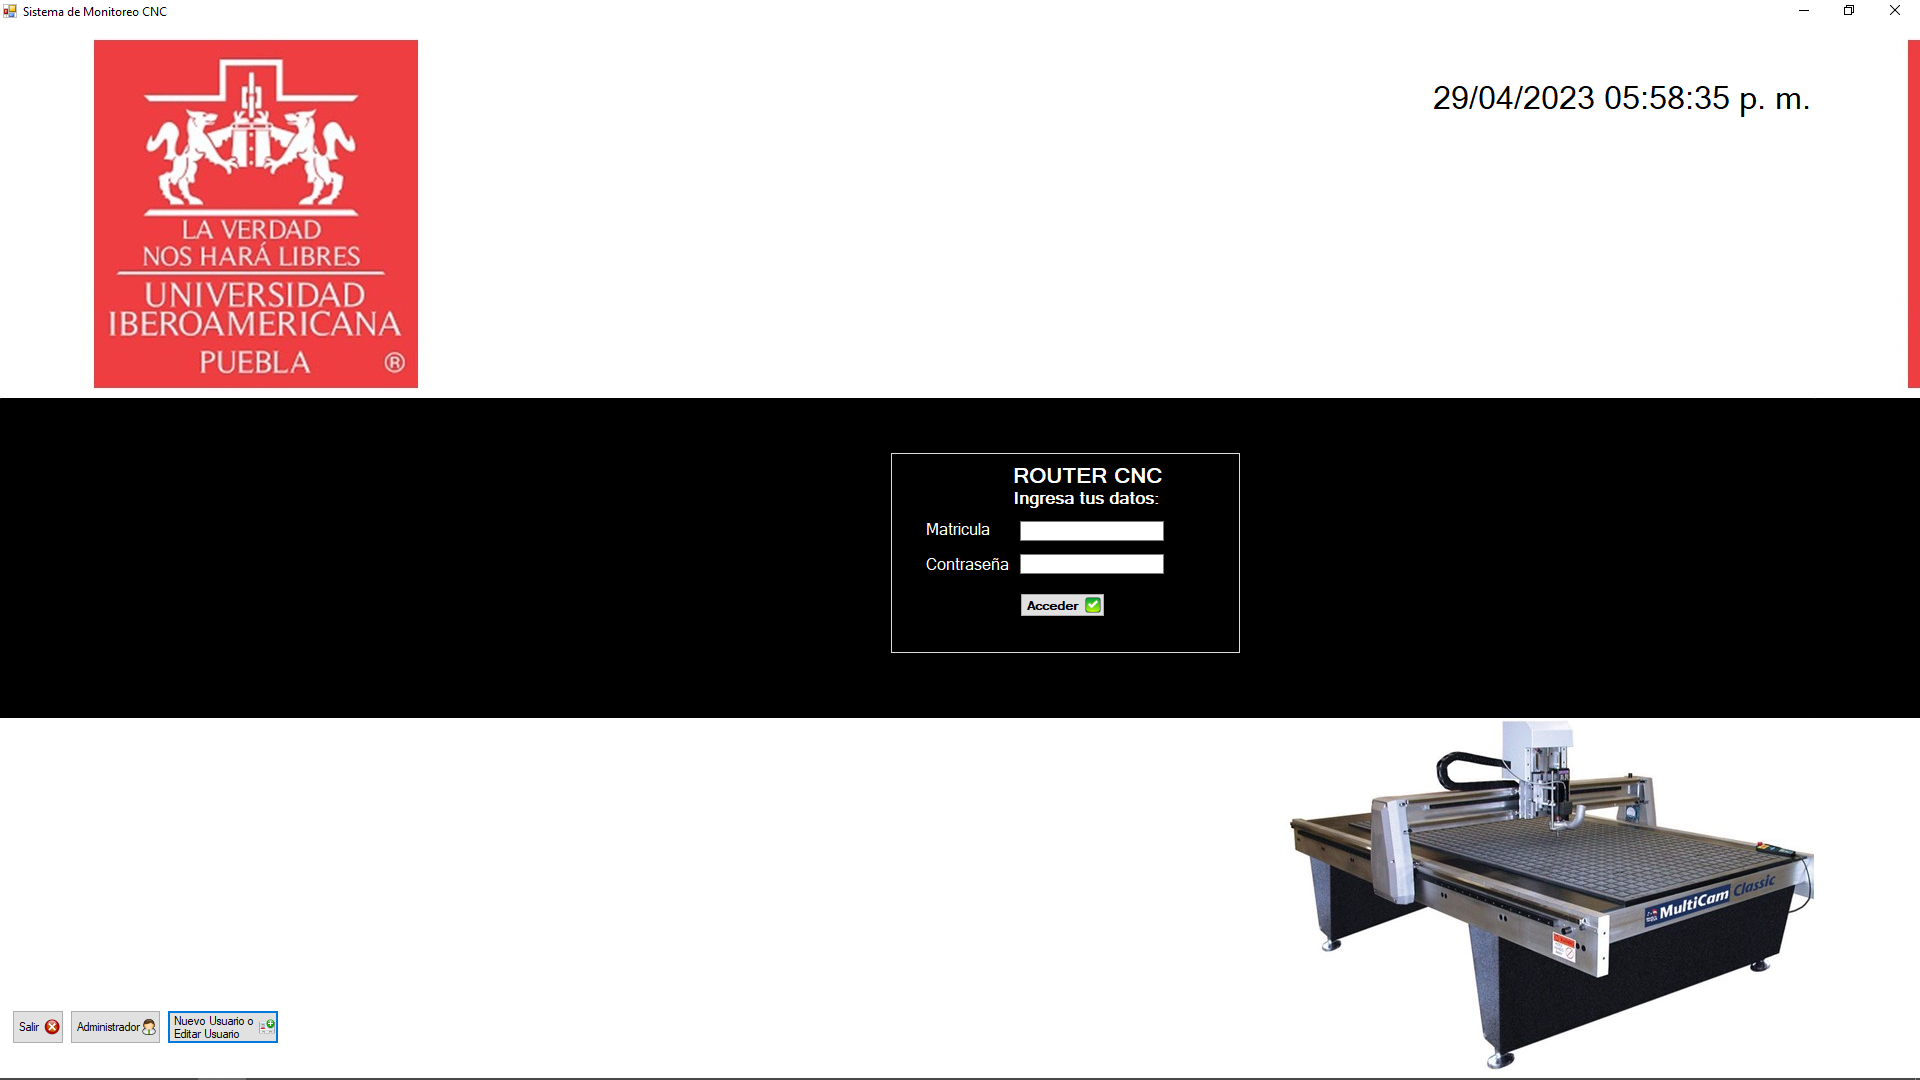 Sistema de Monitoreo CNC
29/04/2023 05:58:35 p. m.
LA VERDAD
NOS HARÁ LIBRES
UNIVERSIDAD
IBEROAMERICANA
PUEBLA ®
ROUTER CNC
Ingresa tus datos:
Matricula
Contraseña
Acceder
MultiCam Classic
Salir
Administrador
Nuevo Usuario o
Editar Usuario